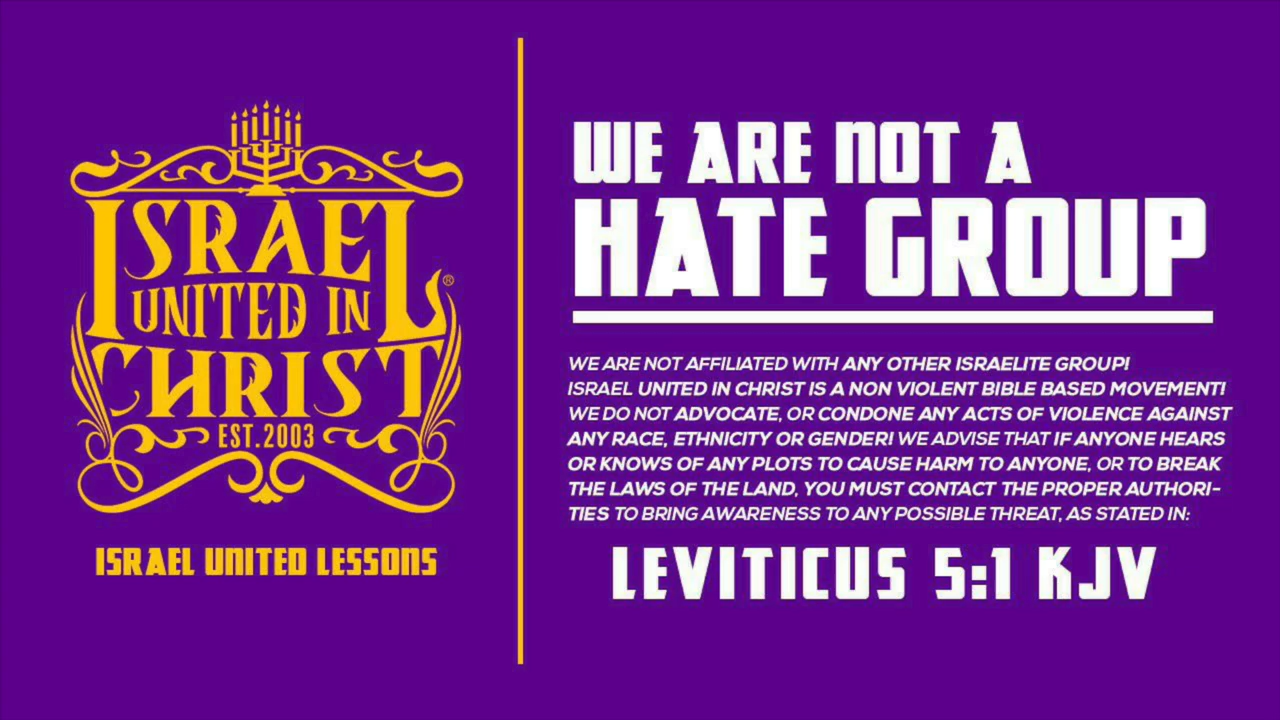 ISRAEL
UNITED IN
CHRIST
EST.2003
®
ISRAEL UNITED LESSONS
WE ARE NOT A
HATE GROUP
WE ARE NOT AFFILIATED WITH ANY OTHER ISRAELITE GROUP!
ISRAEL UNITED IN CHRIST IS A NON VIOLENT BIBLE BASED MOVEMENT!
WE DO NOT ADVOCATE, OR CONDONE ANY ACTS OF VIOLENCE AGAINST
ANY RACE, ETHNICITY OR GENDER! WE ADVISE THAT IF ANYONE HEARS
OR KNOWS OF ANY PLOTS TO CAUSE HARM TO ANYONE, OR TO BREAK
THE LAWS OF THE LAND, YOU MUST CONTACT THE PROPER AUTHORI-
TIES TO BRING AWARENESS TO ANY POSSIBLE THREAT, AS STATED IN:
LEVITICUS 5:1 KJV